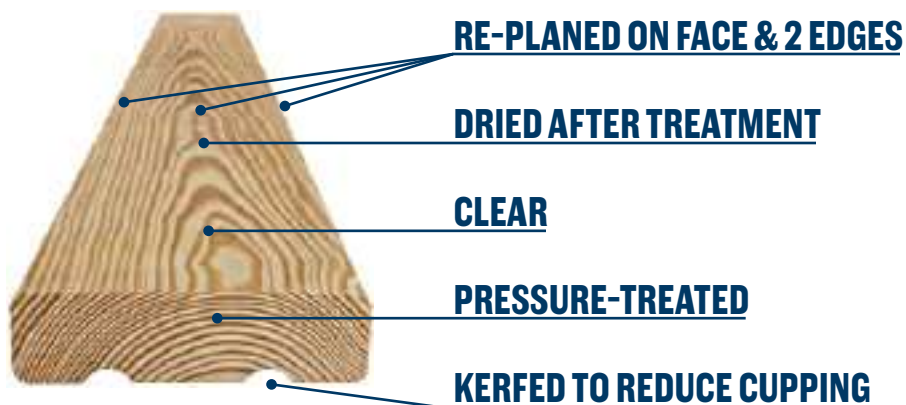 RE-PLANED ON FACE & 2 EDGES
DRIED AFTER TREATMENT
CLEAR
PRESSURE-TREATED
KERFED TO REDUCE CUPPING